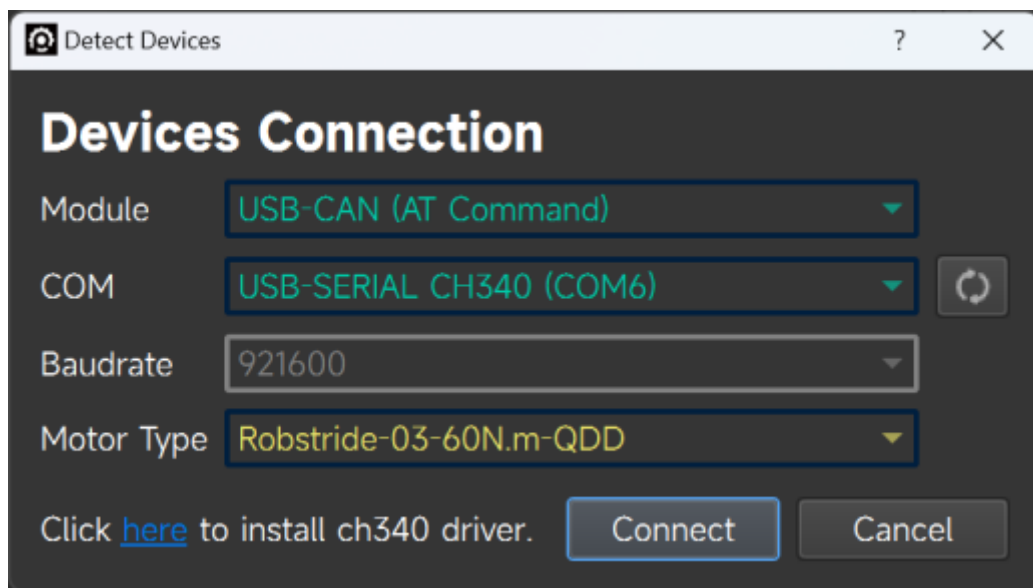 Detect Devices
Devices Connection
Module USB-CAN (AT Command)
COM USB-SERIAL CH340 (COM6)
Baudrate 921600
Motor Type Robstride-03-60N.m-QDD
Click here to install ch340 driver. Connect Cancel